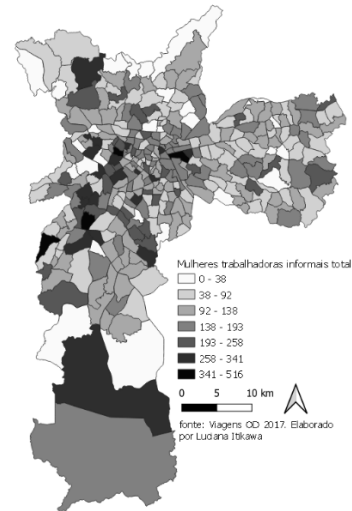 Mulheres trabalhadoras informais total
0 - 38
38 - 92
92 - 138
138 - 193
193 - 258
258 - 341
341 - 516
0 5 10 km
fonte: Viagens OD 2017. Elaborado
por Luciana Itikawa